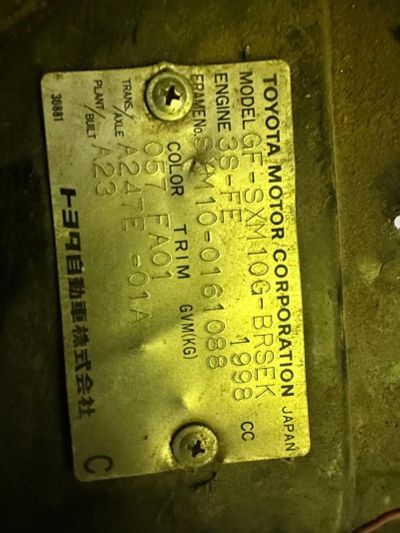 TOYOTA MOTOR CORPORATION JAPAN
MODEL GF-SXM10G-BRSEK
ENGINE 3S-FE 1998 CC
FRAME No. SXM10-0161088
COLOR TRIM GVM(KG)
057 FA01
TRANS./AXLE A247E -01A
PLANT/BUILT A23
トヨタ自動車株式会社
30881
C